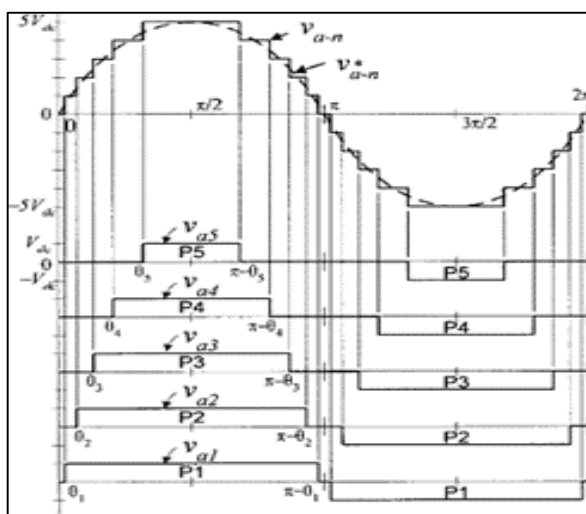 5V_dc
v_a-n
v*_a-n
0 0 π/2 π 3π/2 2π
-5V_dc
V_dc v_a5
0 P5
-V_dc θ_5 π-θ_5 P5
v_a4
P4
θ_4 π-θ_4 P4
v_a3
P3
θ_3 π-θ_3 P3
v_a2
P2
θ_2 π-θ_2 P2
v_a1
P1
θ_1 π-θ_1 P1